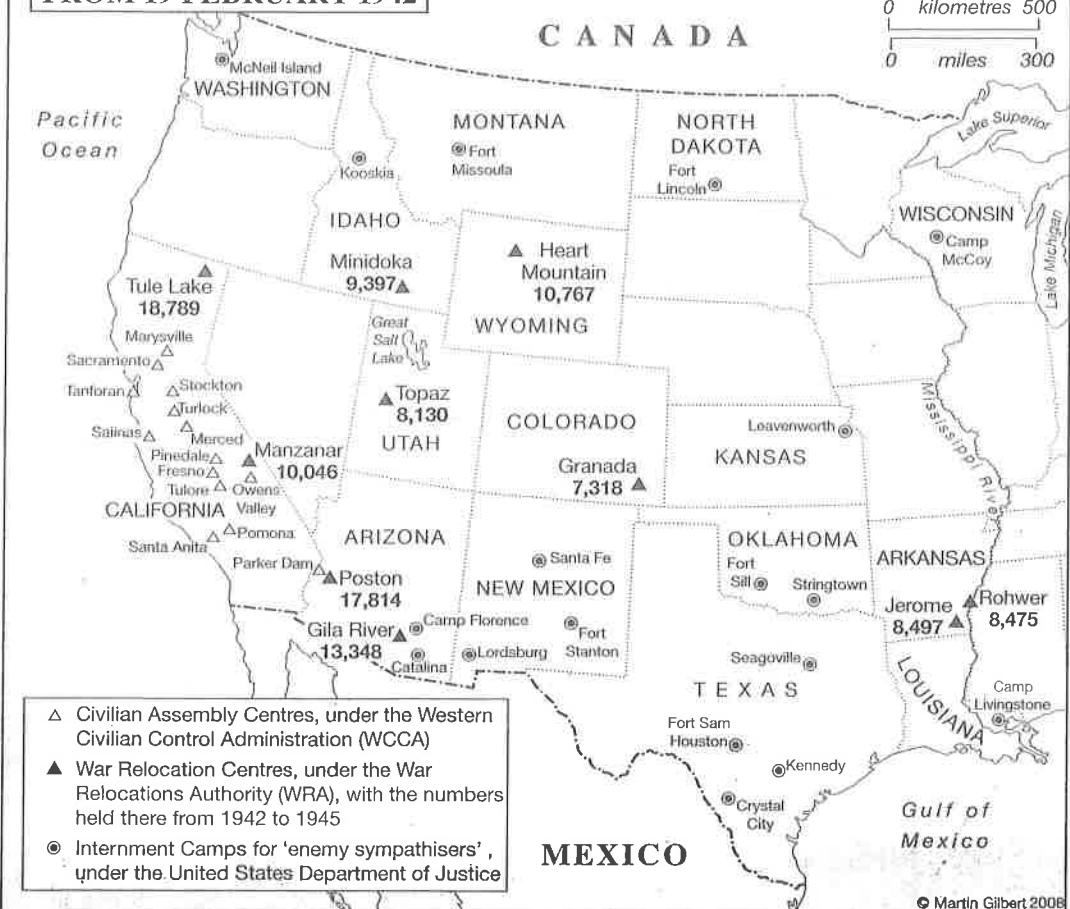 FROM 19 FEBRUARY 1942
0 kilometres 500
0 miles 300
CANADA
McNeil Island
WASHINGTON
Pacific
Ocean
MONTANA
Fort
Missoula
Kooskia
NORTH
DAKOTA
Fort
Lincoln
Lake Superior
WISCONSIN
Camp
McCoy
Lake Michigan
IDAHO
Minidoka
9,397
Heart
Mountain
10,767
WYOMING
Tule Lake
18,789
Marysville
Sacramento
Tanforan
Stockton
Turlock
Salinas
Merced
Pinedale
Fresno
Tulore
Manzanar
10,046
Owens
Valley
CALIFORNIA
Pomona
Santa Anita
Great
Salt
Lake
Topaz
8,130
UTAH
COLORADO
Granada
7,318
Leavenworth
KANSAS
Mississippi River
ARIZONA
Parker Dam
Poston
17,814
Gila River
13,348
Camp Florence
Catalina
Santa Fe
NEW MEXICO
Fort
Stanton
Lordsburg
OKLAHOMA
Fort
Sill
Stringtown
ARKANSAS
Jerome
8,497
Rohwer
8,475
Seagoville
TEXAS
LOUISIANA
Camp
Livingstone
Fort Sam
Houston
Kennedy
Crystal
City
Gulf of
Mexico
MEXICO
Civilian Assembly Centres, under the Western
Civilian Control Administration (WCCA)
War Relocation Centres, under the War
Relocations Authority (WRA), with the numbers
held there from 1942 to 1945
Internment Camps for 'enemy sympathisers' ,
under the United States Department of Justice
© Martin Gilbert 2008